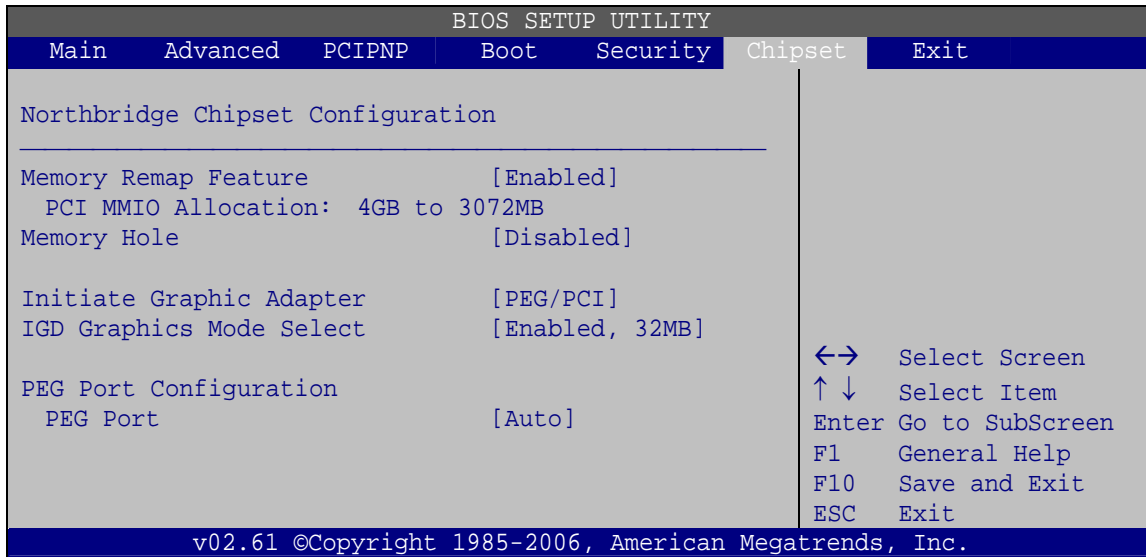 BIOS SETUP UTILITY
Main Advanced PCIPNP Boot Security Chipset Exit
Northbridge Chipset Configuration
Memory Remap Feature [Enabled]
PCI MMIO Allocation: 4GB to 3072MB
Memory Hole [Disabled]
Initiate Graphic Adapter [PEG/PCI]
IGD Graphics Mode Select [Enabled, 32MB]
PEG Port Configuration
PEG Port [Auto]
←→ Select Screen
↑ ↓ Select Item
Enter Go to SubScreen
F1 General Help
F10 Save and Exit
ESC Exit
v02.61 ©Copyright 1985-2006, American Megatrends, Inc.